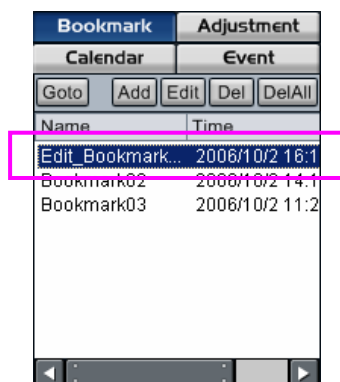 Bookmark Adjustment
Calendar Event
Goto Add Edit Del DelAll
Name Time
Edit_Bookmark... 2006/10/2 16:1
Bookmark02 2006/10/2 14:1
Bookmark03 2006/10/2 11:2